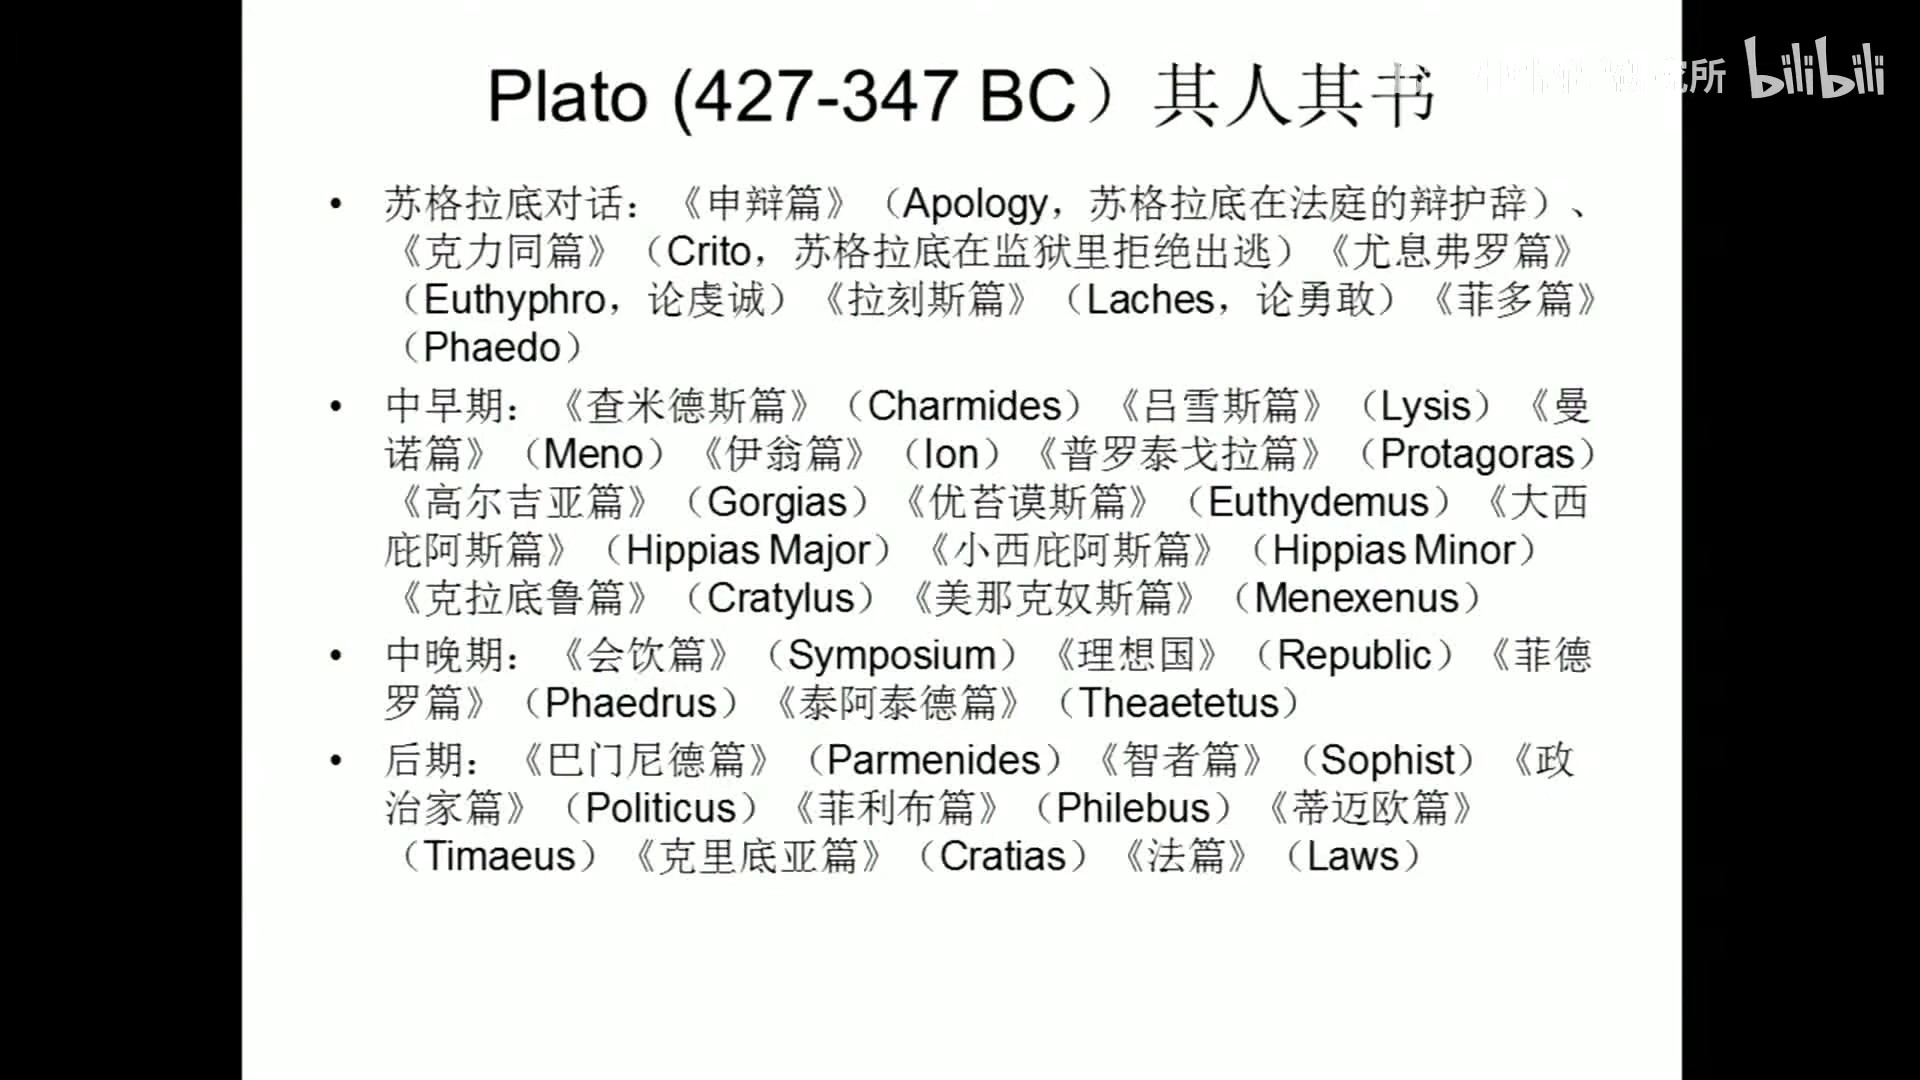 Plato (427-347 BC）其人其书
究所 bilibili
• 苏格拉底对话：《申辩篇》（Apology，苏格拉底在法庭的辩护辞）、
《克力同篇》（Crito，苏格拉底在监狱里拒绝出逃）《尤息弗罗篇》
（Euthyphro，论虔诚）《拉刻斯篇》（Laches，论勇敢）《菲多篇》
（Phaedo）
• 中早期：《查米德斯篇》（Charmides）《吕雪斯篇》（Lysis）《曼
诺篇》（Meno）《伊翁篇》（Ion）《普罗泰戈拉篇》（Protagoras）
《高尔吉亚篇》（Gorgias）《优苔谟斯篇》（Euthydemus）《大西
庇阿斯篇》（Hippias Major）《小西庇阿斯篇》（Hippias Minor）
《克拉底鲁篇》（Cratylus）《美那克奴斯篇》（Menexenus）
• 中晚期：《会饮篇》（Symposium）《理想国》（Republic）《菲德
罗篇》（Phaedrus）《泰阿泰德篇》（Theaetetus）
• 后期：《巴门尼德篇》（Parmenides）《智者篇》（Sophist）《政
治家篇》（Politicus）《菲利布篇》（Philebus）《蒂迈欧篇》
（Timaeus）《克里底亚篇》（Cratias）《法篇》（Laws）